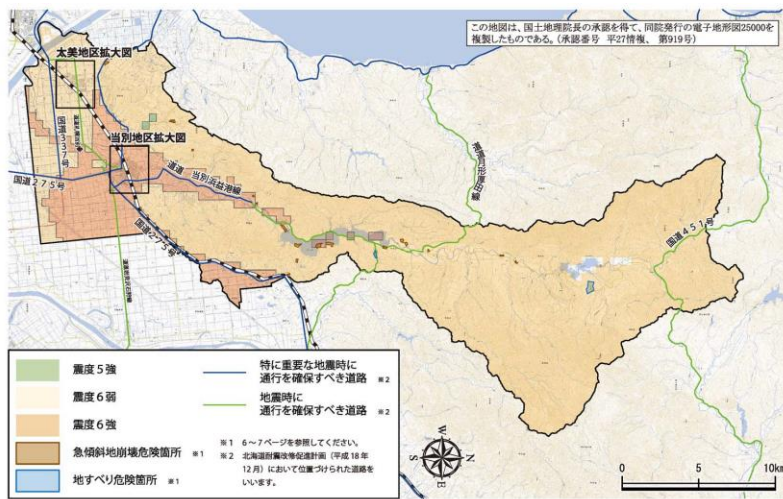 この地図は、国土地理院長の承認を得て、同院発行の電子地形図25000を
複製したものである。(承認番号 平27情複、第919号)
太美地区拡大図
国道337号
当別地区拡大図
国道275号
道道 当別浜益港線
国道275号
国道451号
震度5強
震度6弱
震度6強
急傾斜地崩壊危険箇所 ※1
地すべり危険箇所 ※1
特に重要な地震時に
通行を確保すべき道路 ※2
地震時に
通行を確保すべき道路 ※2
※1 6～7ページを参照してください。
※2 北海道耐震改修促進計画(平成18年
12月)において位置づけられた道路を
いいます。
W
N
S
E
0 5 10km